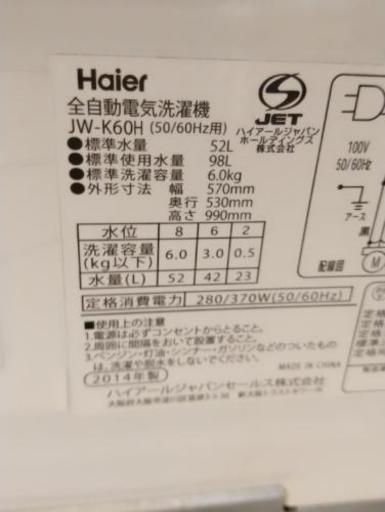 Haier
全自動電気洗濯機
JW-K60H (50/60Hz用)
JET
ハイアールジャパン
ホールディングス
株式会社
●標準水量 52L
●標準使用水量 98L
●標準洗濯容量 6.0kg
●外形寸法 幅 570mm
奥行 530mm
高さ 990mm
水位 8 6 2
洗濯容量(kg以下) 6.0 3.0 0.5
水量(L) 52 42 23
定格消費電力 280/370W(50/60Hz)
■使用上の注意
1.電源は必ずコンセントからとること。
2.周囲に間隔をおいて設置すること。
3.ベンジン・灯油・シンナー・ガソリンなどのついたもの
は、洗濯や脱水をしないでください。
2014年製
MADE IN CHINA
ハイアールジャパンセールス株式会社
100V
50/60Hz
アース
黒
配線図
M